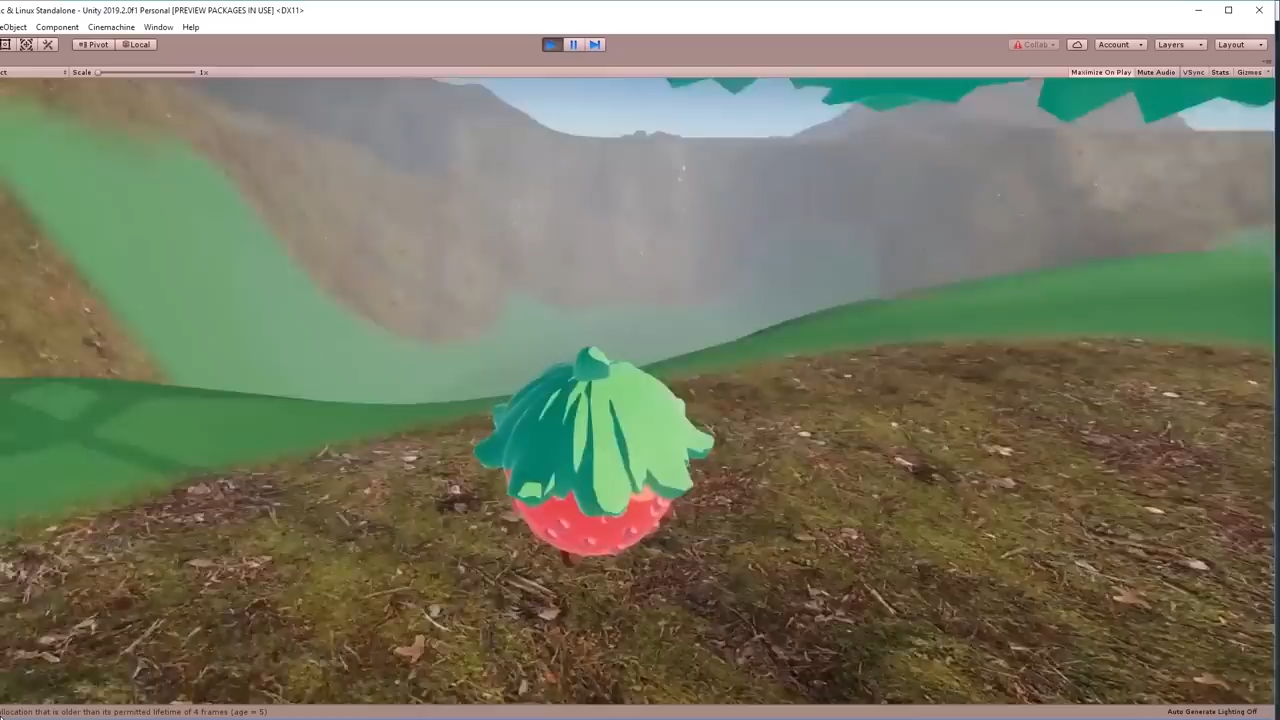 c & Linux Standalone - Unity 2019.2.0f1 Personal [PREVIEW PACKAGES IN USE] <DX11>
eObject Component Cinemachine Window Help
Pivot Local Collab Account Layers Layout
ct Scale 1x Maximize On Play Mute Audio VSync Stats Gizmos
llocation that is older than its permitted lifetime of 4 frames (age = 5) Auto Generate Lighting Off